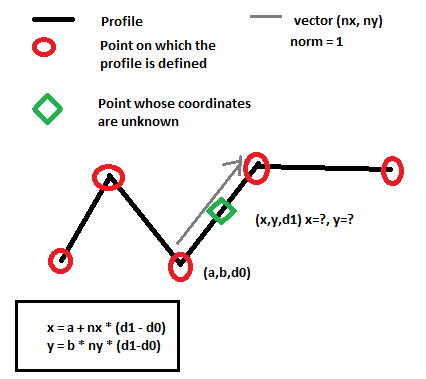 Profile
Point on which the
profile is defined
Point whose coordinates
are unknown
vector (nx, ny)
norm = 1
(x,y,d1) x=?, y=?
(a,b,d0)
x = a + nx * (d1 - d0)
y = b * ny * (d1-d0)